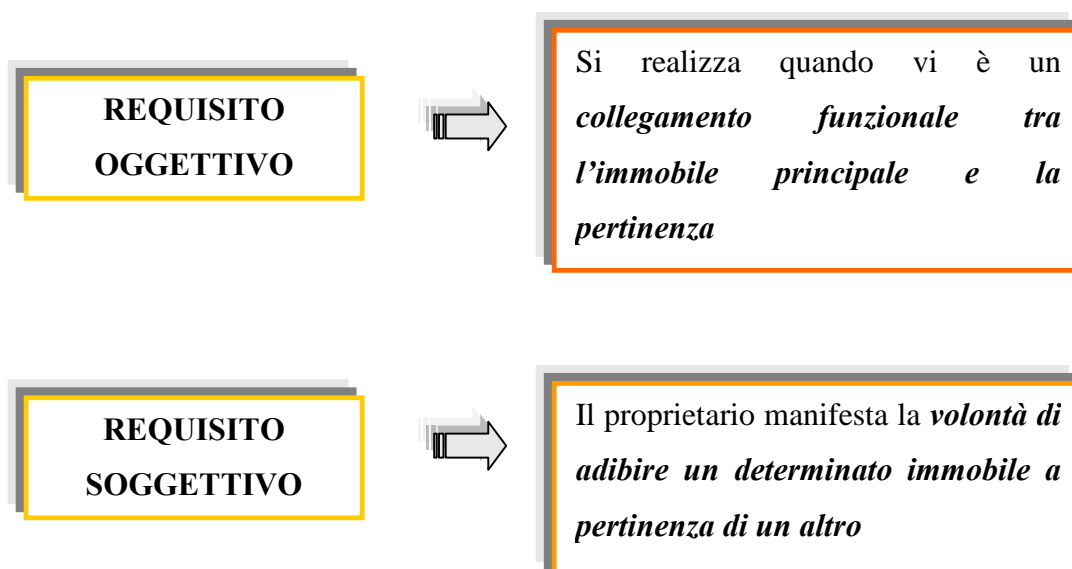 REQUISITO
OGGETTIVO
Si realizza quando vi è un
collegamento funzionale tra
l’immobile principale e la
pertinenza
REQUISITO
SOGGETTIVO
Il proprietario manifesta la volontà di
adibire un determinato immobile a
pertinenza di un altro